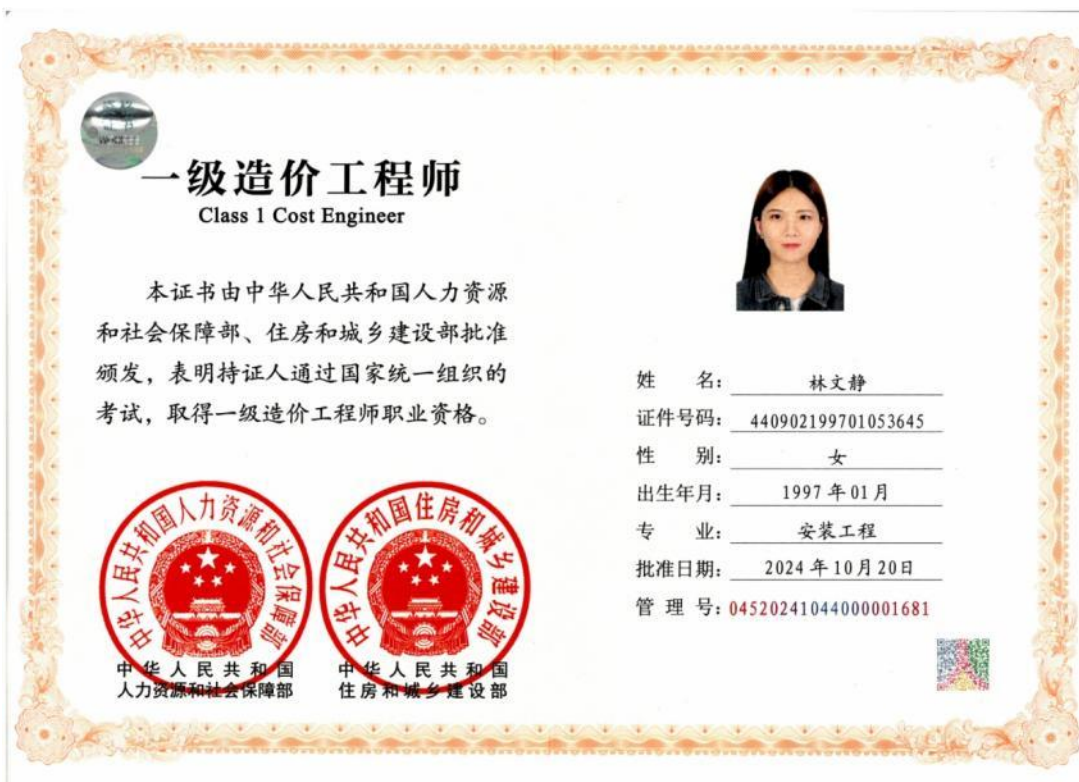 一级造价工程师
Class 1 Cost Engineer
本证书由中华人民共和国人力资源
和社会保障部、住房和城乡建设部批准
颁发，表明持证人通过国家统一组织的
考试，取得一级造价工程师职业资格。
中华人民共和国人力资源和社会保障部
中华人民共和国
人力资源和社会保障部
中华人民共和国住房和城乡建设部
中华人民共和国
住房和城乡建设部
姓 名： 林文静
证件号码： 440902199701053645
性 别： 女
出生年月： 1997年01月
专 业： 安装工程
批准日期： 2024年10月20日
管 理 号：04520241044000001681